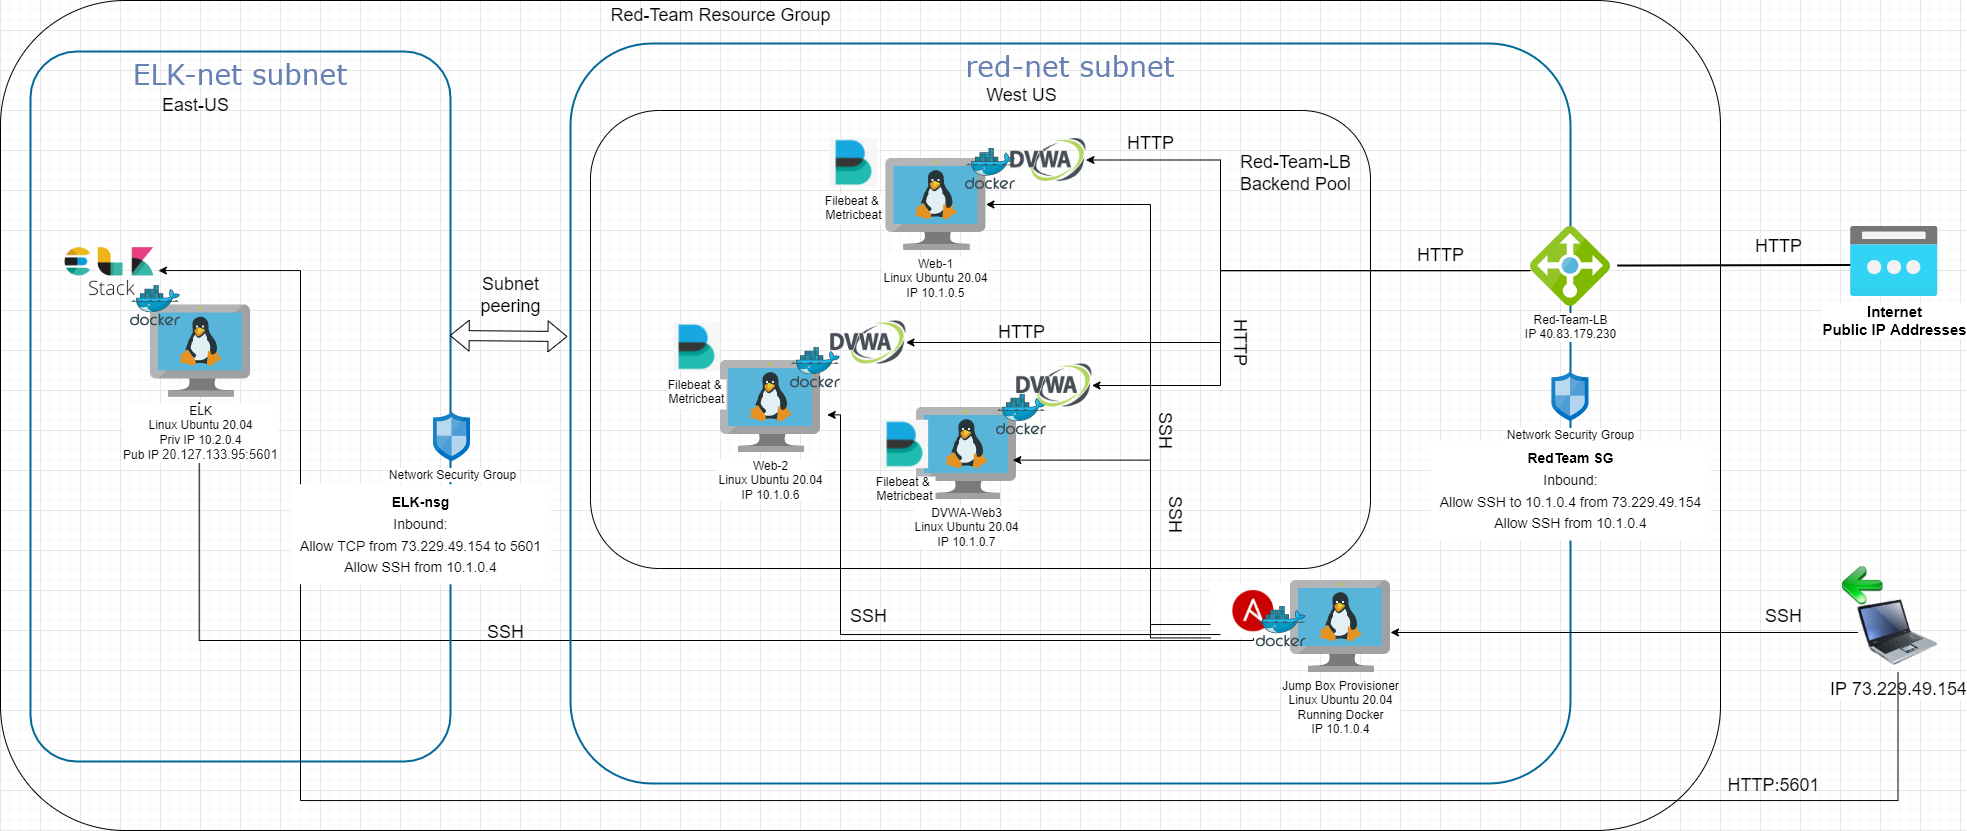 Red-Team Resource Group
ELK-net subnet
East-US
red-net subnet
West US
HTTP
Red-Team-LB
Backend Pool
DVWA
docker
Filebeat &
Metricbeat
Web-1
Linux Ubuntu 20.04
IP 10.1.0.5
HTTP
HTTP
Internet
Public IP Addresses
Red-Team-LB
IP 40.83.179.230
ELK
Stack
docker
ELK
Linux Ubuntu 20.04
Priv IP 10.2.0.4
Pub IP 20.127.133.95:5601
Subnet
peering
HTTP
HTTP
DVWA
docker
Filebeat &
Metricbeat
Web-2
Linux Ubuntu 20.04
IP 10.1.0.6
DVWA
docker
Filebeat &
Metricbeat
DVWA-Web3
Linux Ubuntu 20.04
IP 10.1.0.7
SSH
SSH
Network Security Group
ELK-nsg
Inbound:
Allow TCP from 73.229.49.154 to 5601
Allow SSH from 10.1.0.4
Network Security Group
RedTeam SG
Inbound:
Allow SSH to 10.1.0.4 from 73.229.49.154
Allow SSH from 10.1.0.4
SSH
SSH
A
docker
Jump Box Provisioner
Linux Ubuntu 20.04
Running Docker
IP 10.1.0.4
SSH
IP 73.229.49.154
HTTP:5601